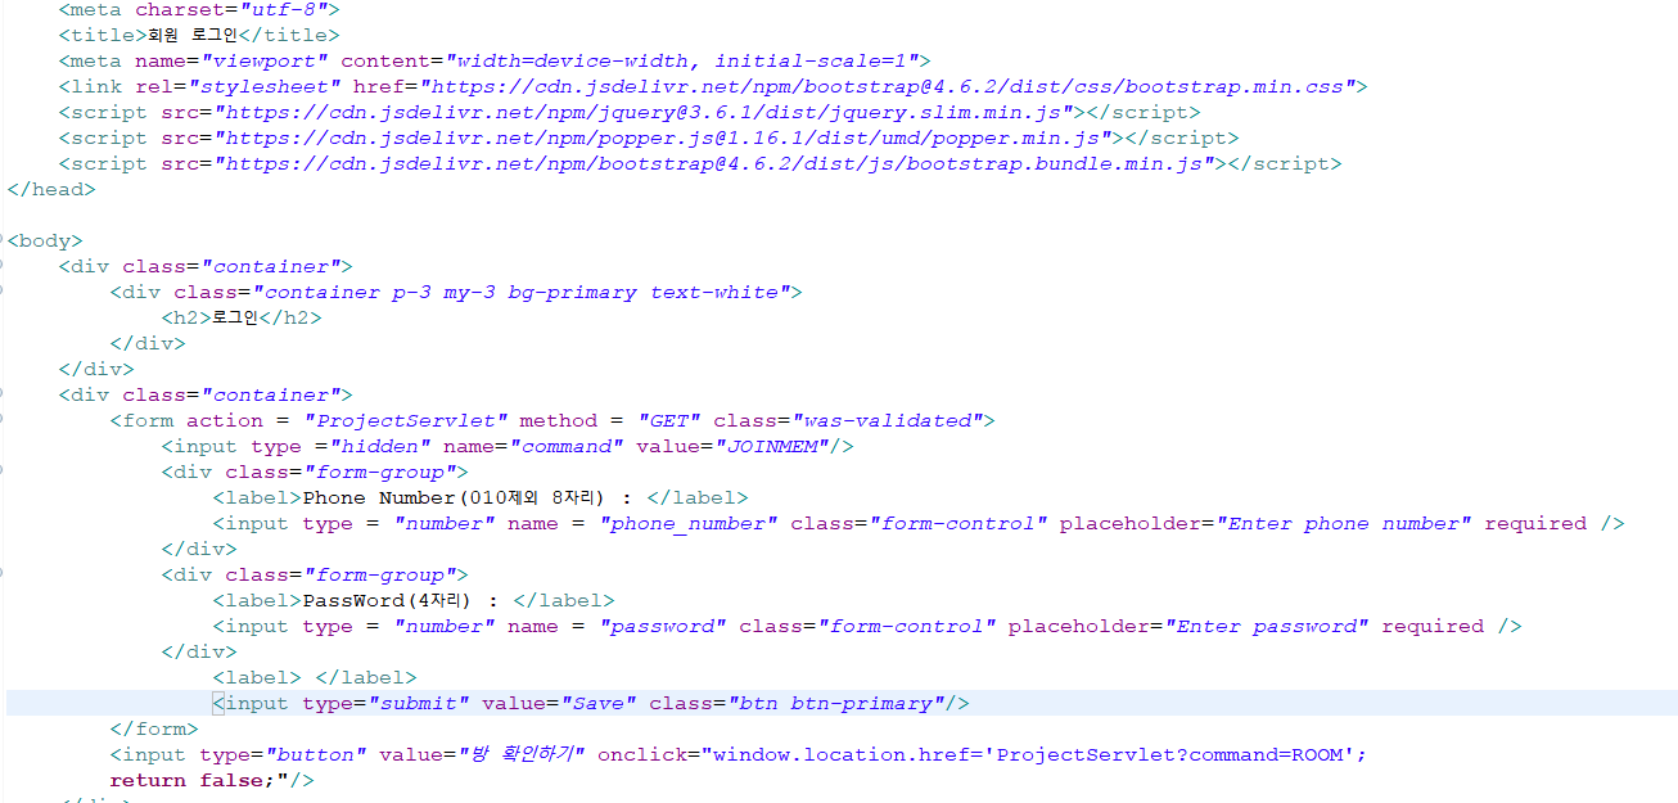 <meta charset="utf-8">
<title>회원 로그인</title>
<meta name="viewport" content="width=device-width, initial-scale=1">
<link rel="stylesheet" href="https://cdn.jsdelivr.net/npm/bootstrap@4.6.2/dist/css/bootstrap.min.css">
<script src="https://cdn.jsdelivr.net/npm/jquery@3.6.1/dist/jquery.slim.min.js"></script>
<script src="https://cdn.jsdelivr.net/npm/popper.js@1.16.1/dist/umd/popper.min.js"></script>
<script src="https://cdn.jsdelivr.net/npm/bootstrap@4.6.2/dist/js/bootstrap.bundle.min.js"></script>
</head>
<body>
<div class="container">
<div class="container p-3 my-3 bg-primary text-white">
<h2>로그인</h2>
</div>
</div>
<div class="container">
<form action = "ProjectServlet" method = "GET" class="was-validated">
<input type ="hidden" name="command" value="JOINMEM"/>
<div class="form-group">
<label>Phone Number(010제외 8자리) : </label>
<input type = "number" name = "phone_number" class="form-control" placeholder="Enter phone number" required />
</div>
<div class="form-group">
<label>PassWord(4자리) : </label>
<input type = "number" name = "password" class="form-control" placeholder="Enter password" required />
</div>
<label> </label>
<input type="submit" value="Save" class="btn btn-primary"/>
</form>
<input type="button" value="방 확인하기" onclick="window.location.href='ProjectServlet?command=ROOM';
return false;"/>